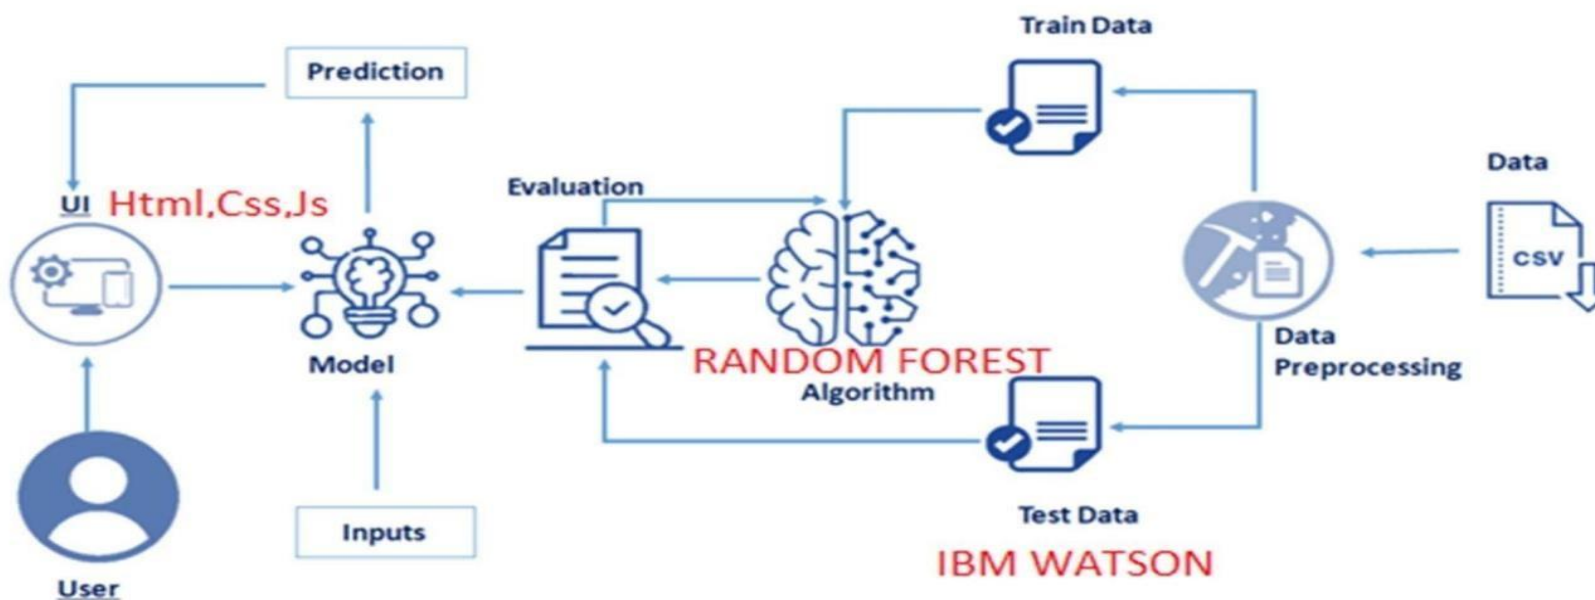 Train Data
Prediction
Data
Evaluation
UI Html,Css,Js
CSV
Data
Preprocessing
Model
RANDOM FOREST
Algorithm
Test Data
Inputs
IBM WATSON
User